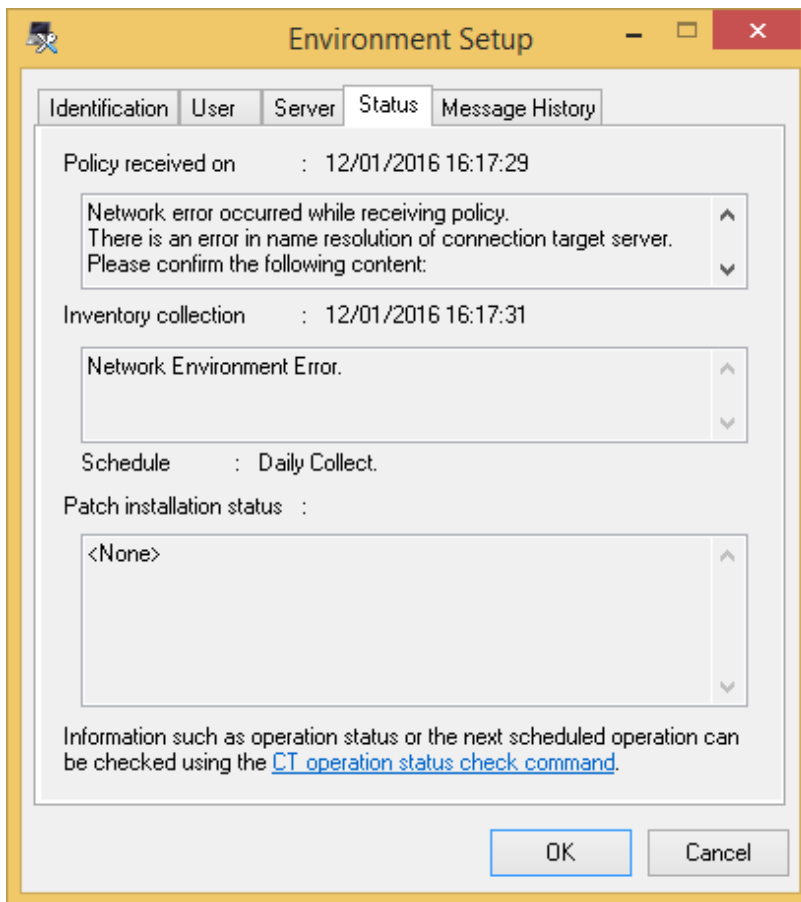 Environment Setup
Identification User Server Status Message History
Policy received on : 12/01/2016 16:17:29
Network error occurred while receiving policy.
There is an error in name resolution of connection target server.
Please confirm the following content:
Inventory collection : 12/01/2016 16:17:31
Network Environment Error.
Schedule : Daily Collect.
Patch installation status :
<None>
Information such as operation status or the next scheduled operation can
be checked using the CT operation status check command.
OK Cancel